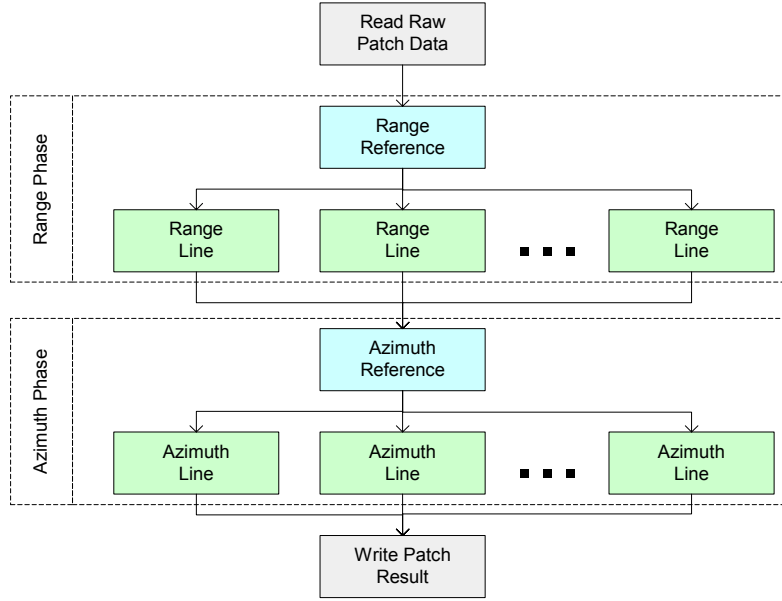 Read Raw
Patch Data
Range Phase
Range
Reference
Range
Line
Range
Line
Range
Line
Azimuth Phase
Azimuth
Reference
Azimuth
Line
Azimuth
Line
Azimuth
Line
Write Patch
Result